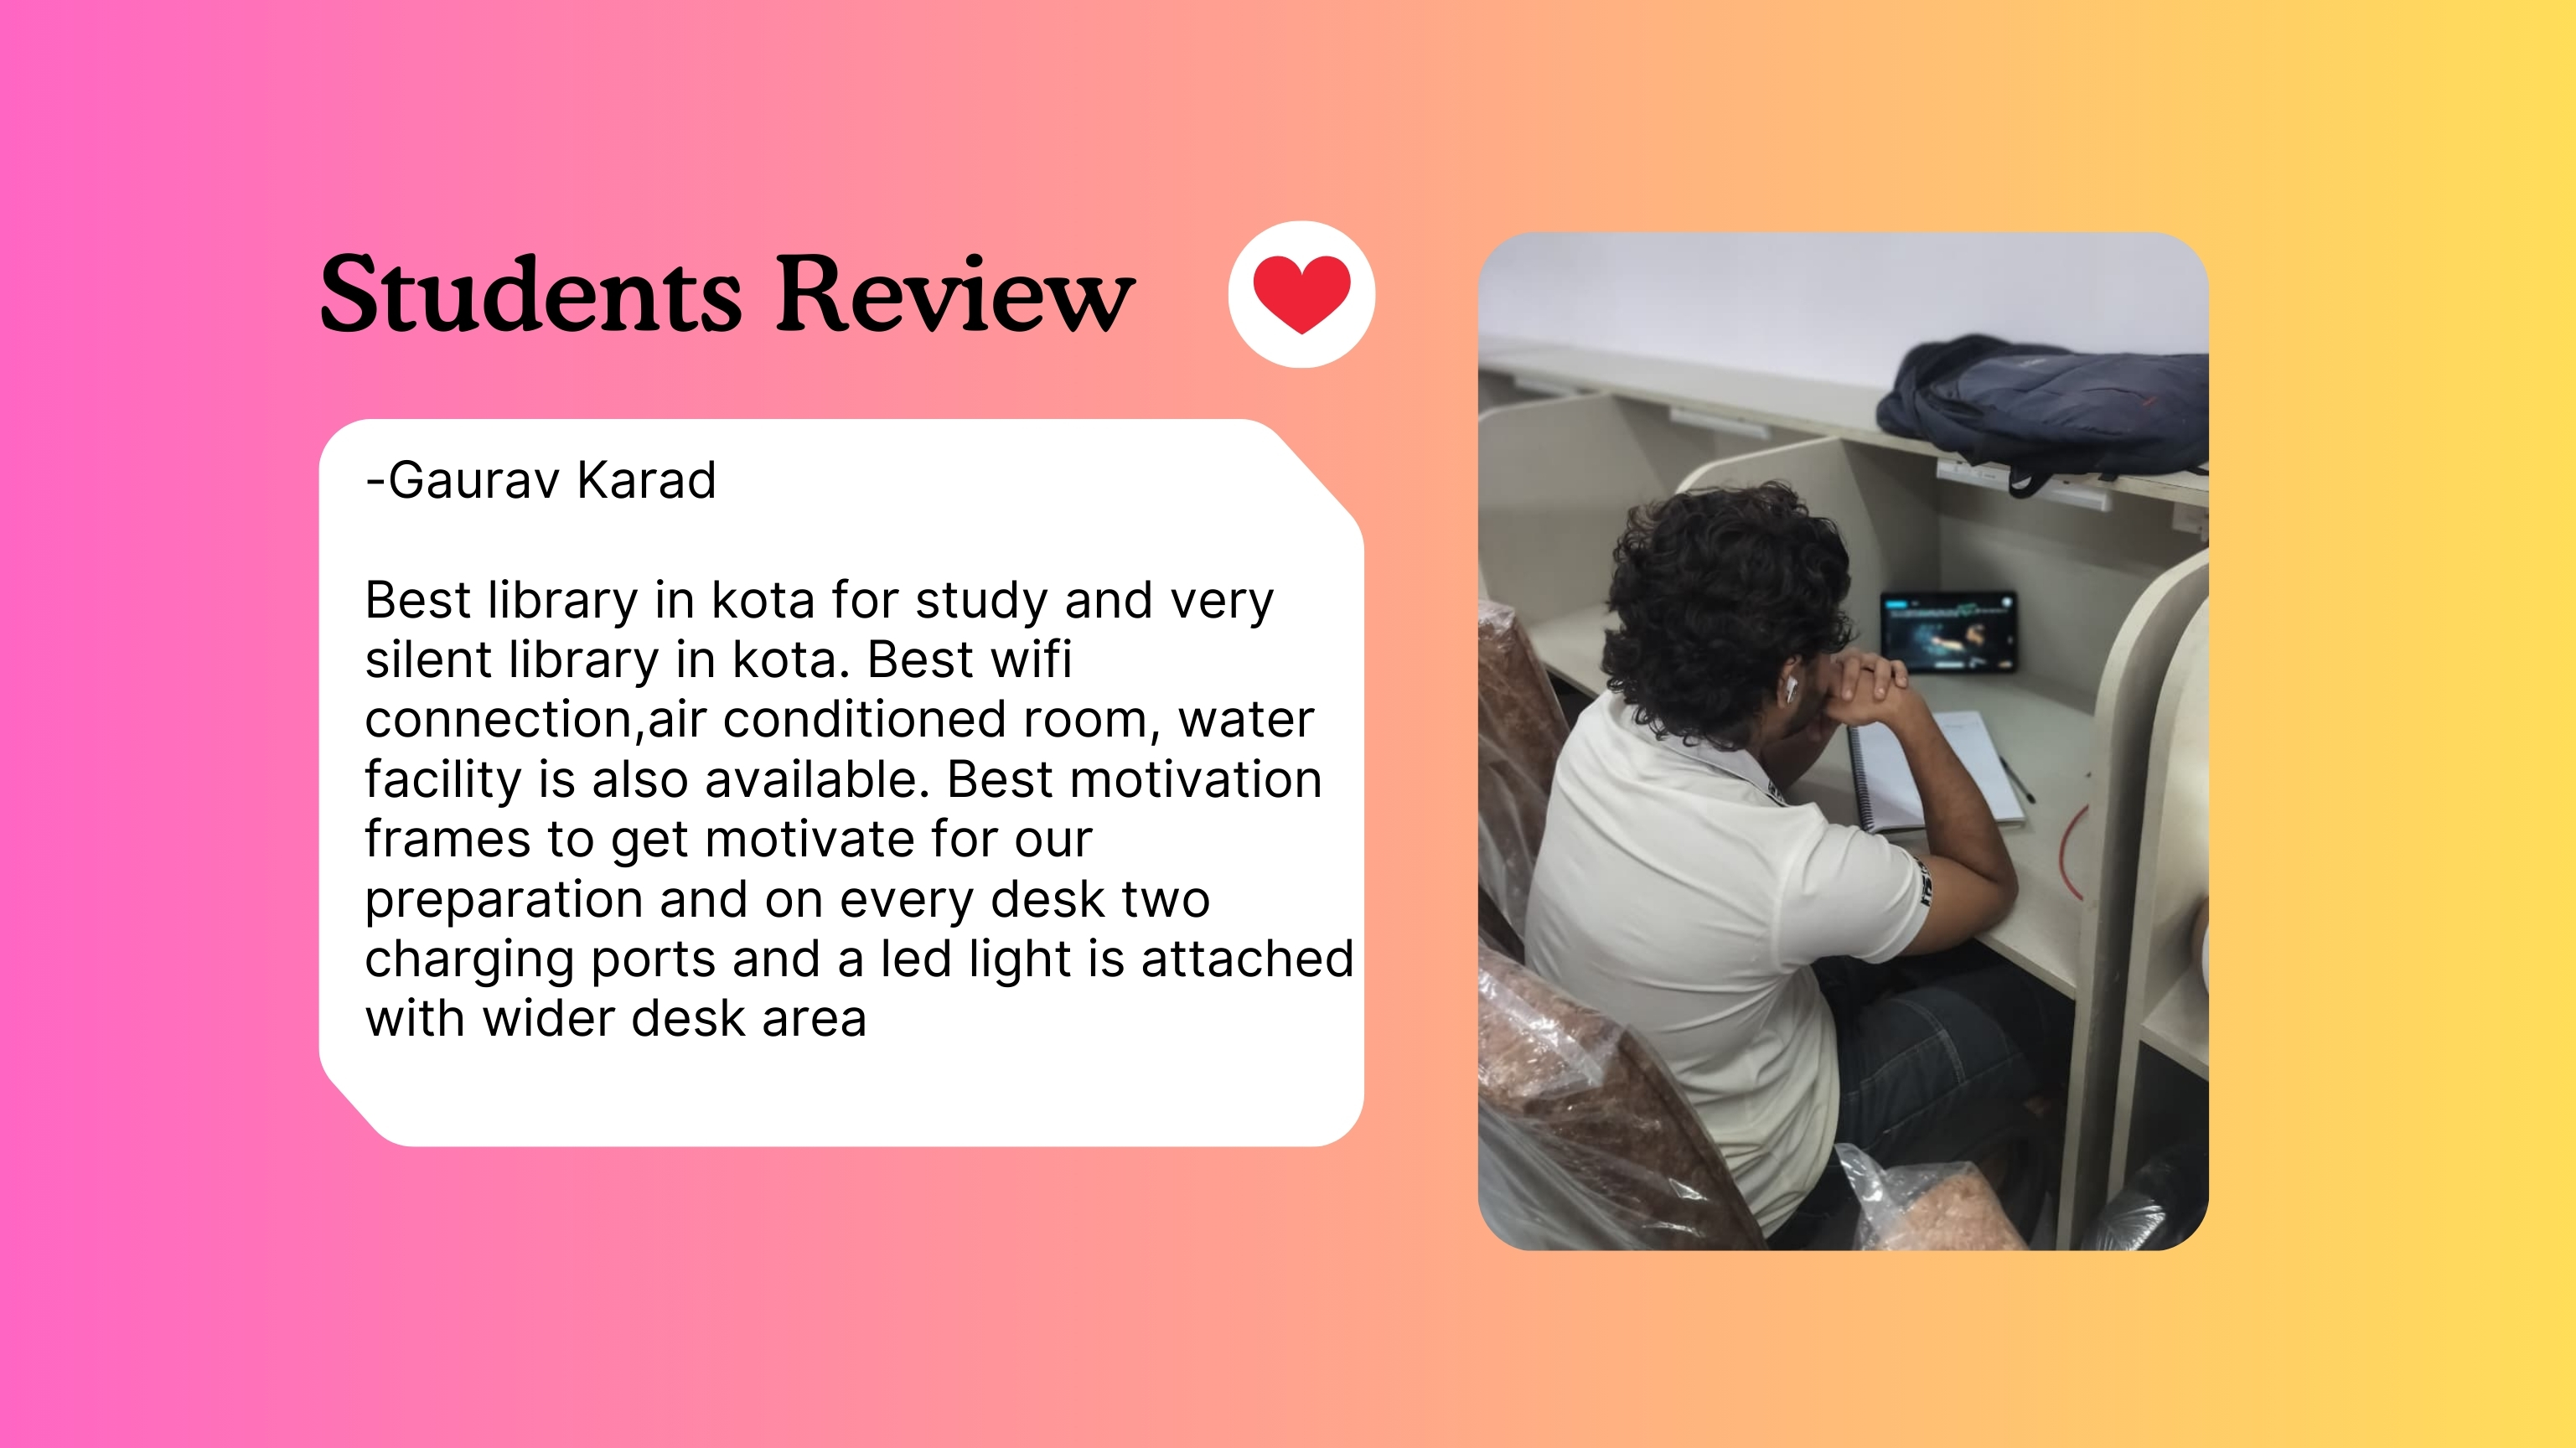 Students Review
-Gaurav Karad
Best library in kota for study and very
silent library in kota. Best wifi
connection,air conditioned room, water
facility is also available. Best motivation
frames to get motivate for our
preparation and on every desk two
charging ports and a led light is attached
with wider desk area